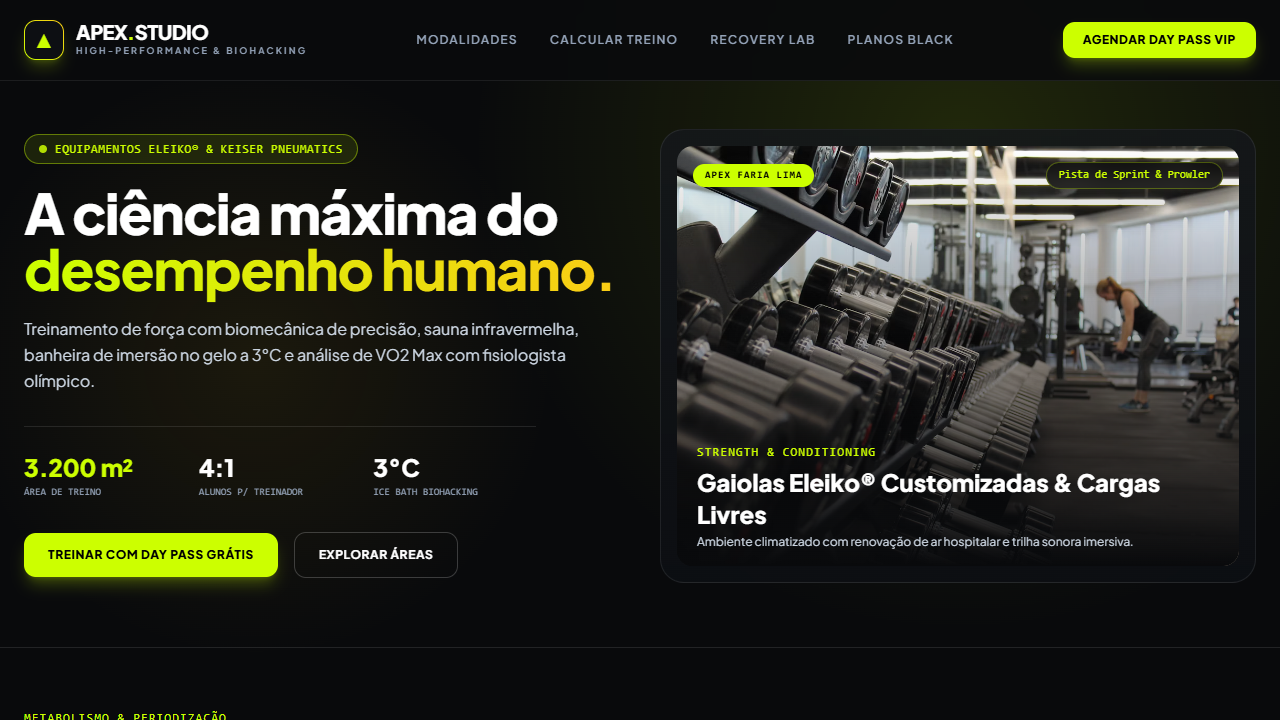 APEX.STUDIO
HIGH-PERFORMANCE & BIOHACKING
MODALIDADES
CALCULAR TREINO
RECOVERY LAB
PLANOS BLACK
AGENDAR DAY PASS VIP
EQUIPAMENTOS ELEIKO® & KEISER PNEUMATICS
A ciência máxima do
desempenho humano.
Treinamento de força com biomecânica de precisão, sauna infravermelha,
banheira de imersão no gelo a 3°C e análise de VO2 Max com fisiologista
olímpico.
3.200 m²
ÁREA DE TREINO
4:1
ALUNOS P/ TREINADOR
3°C
ICE BATH BIOHACKING
TREINAR COM DAY PASS GRÁTIS
EXPLORAR ÁREAS
APEX FARIA LIMA
Pista de Sprint & Prowler
STRENGTH & CONDITIONING
Gaiolas Eleiko® Customizadas & Cargas
Livres
Ambiente climatizado com renovação de ar hospitalar e trilha sonora imersiva.
METABOLISMO & PERIODIZAÇÃO